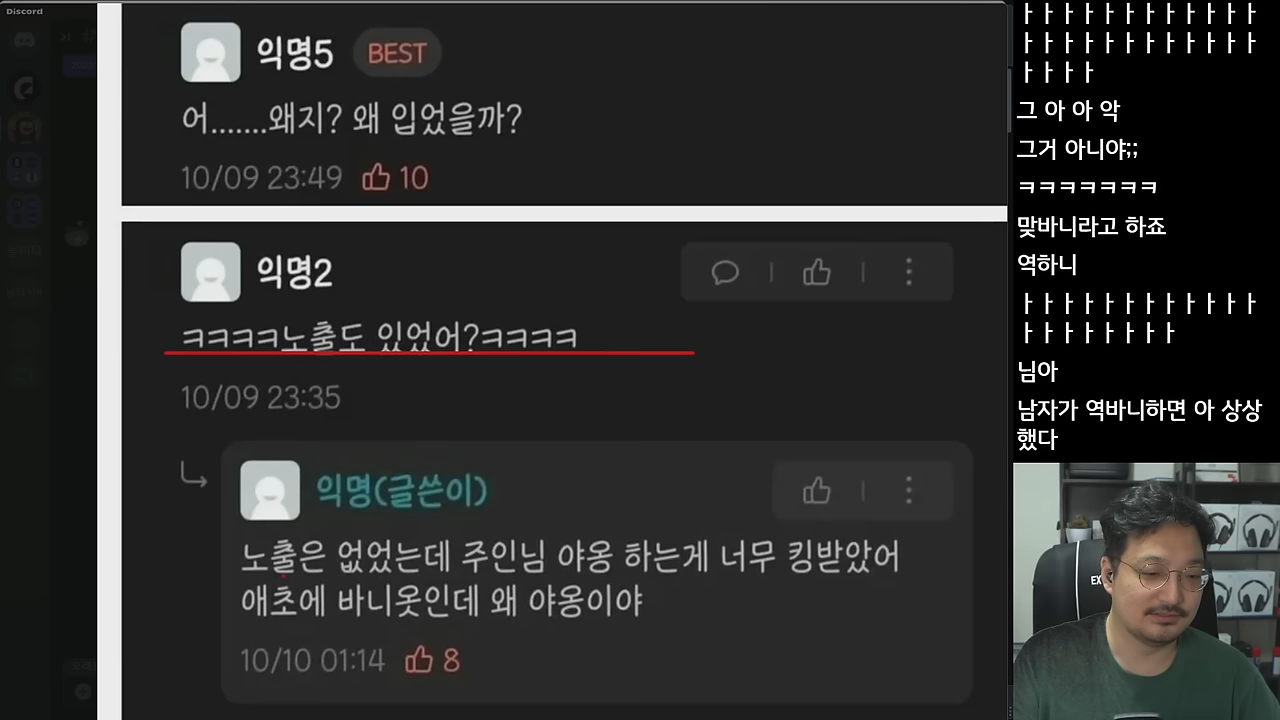 Discord
익명5 BEST
어.......왜지? 왜 입었을까?
10/09 23:49 10
익명2
ㅋㅋㅋㅋ노출도 있었어?ㅋㅋㅋㅋ
10/09 23:35
익명(글쓴이)
노출은 없었는데 주인님 야옹 하는게 너무 킹받았어
애초에 바니옷인데 왜 야옹이야
10/10 01:14 8
ㅏㅏㅏㅏㅏㅏㅏㅏㅏㅏㅏㅏ
ㅏㅏㅏㅏㅏㅏㅏㅏㅏㅏㅏㅏ
ㅏㅏㅏㅏ
그 아 아 악
그거 아니야;;
ㅋㅋㅋㅋㅋㅋㅋ
맞바니라고 하죠
역하니
ㅏㅏㅏㅏㅏㅏㅏㅏㅏㅏㅏㅏ
ㅏㅏㅏㅏㅏㅏㅏㅏ
님아
남자가 역바니하면 아 상상
했다
EX